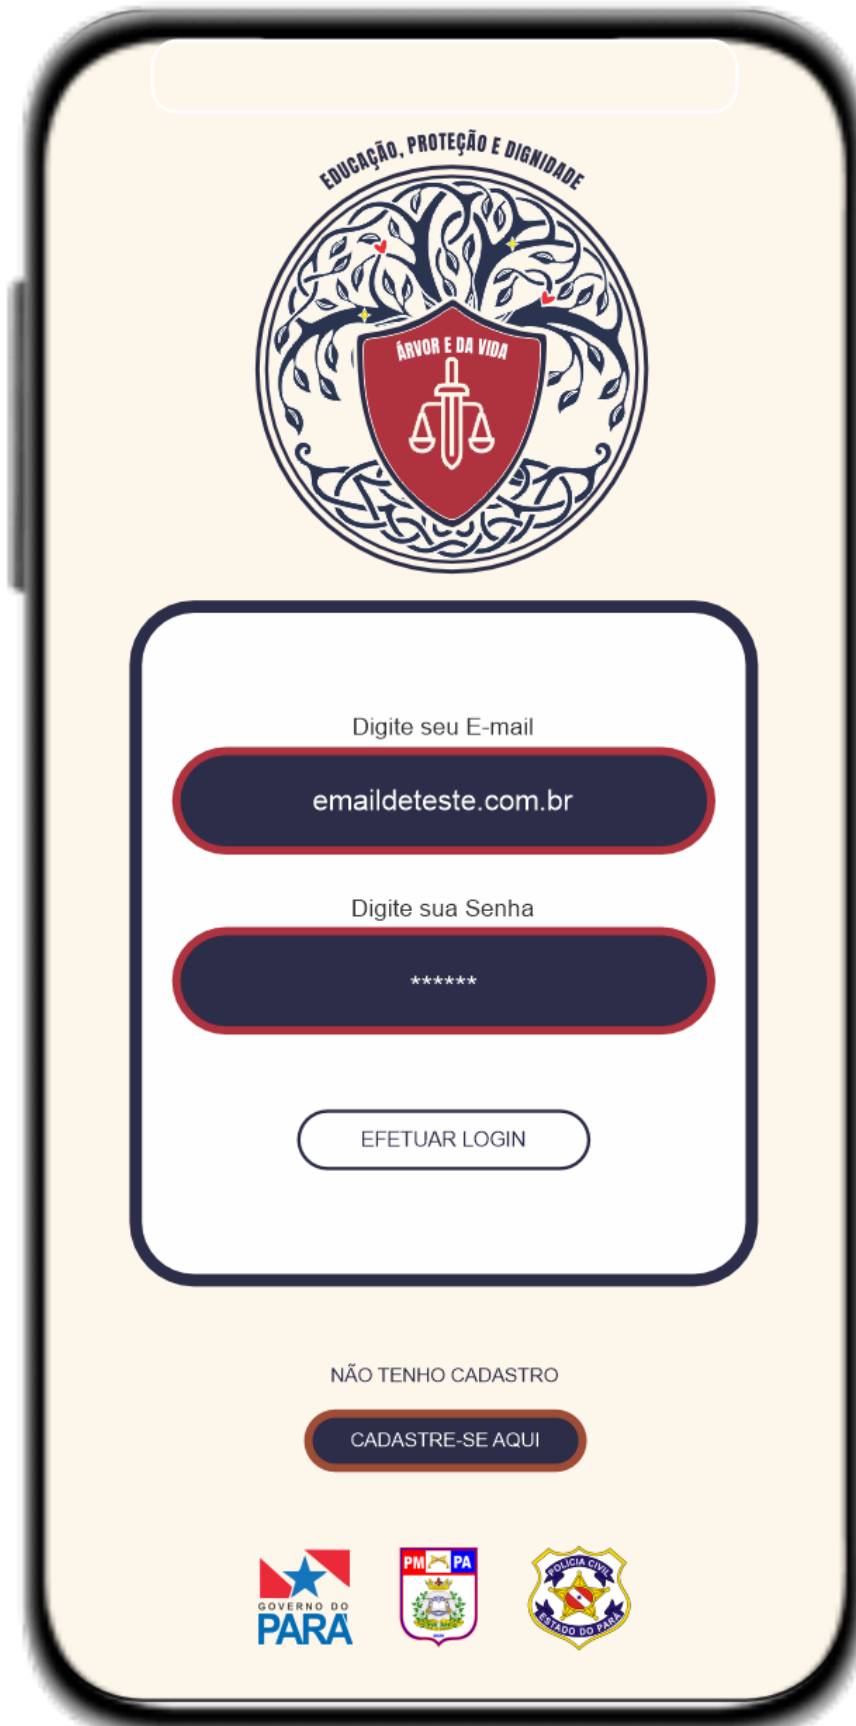 EDUCAÇÃO, PROTEÇÃO E DIGNIDADE
ÁRVOR E DA VIDA
Digite seu E-mail
emaildeteste.com.br
Digite sua Senha
******
EFETUAR LOGIN
NÃO TENHO CADASTRO
CADASTRE-SE AQUI
GOVERNO DO
PARÁ
PM PA
POLÍCIA CIVIL
ESTADO DO PARÁ